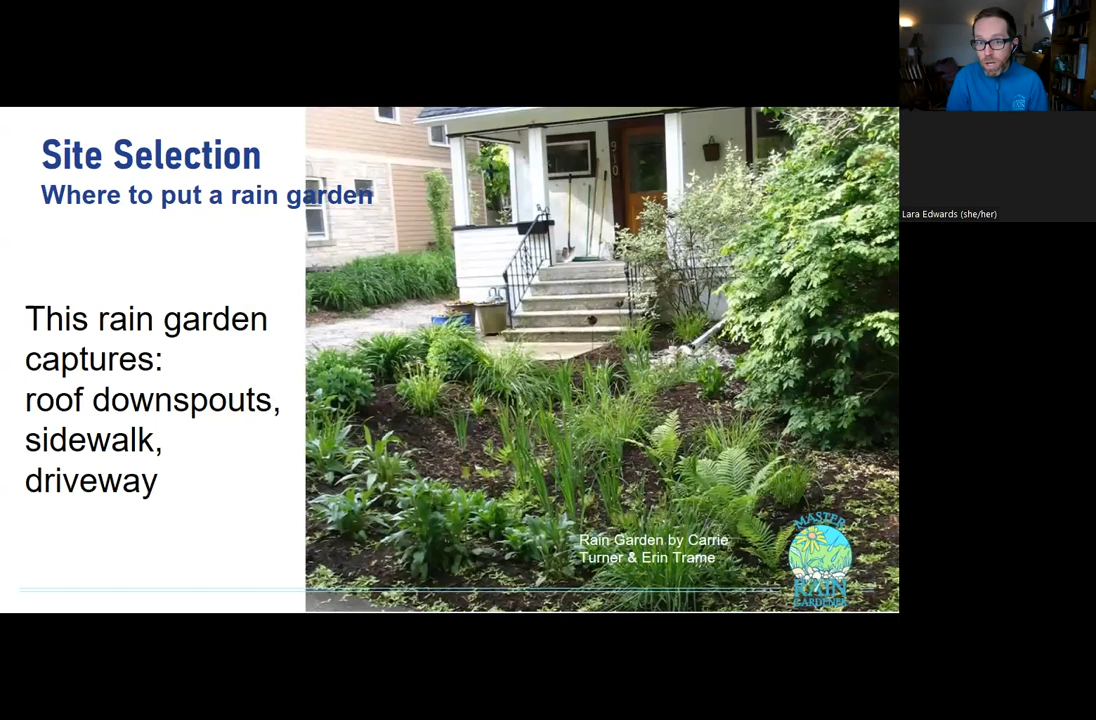 Site Selection
Where to put a rain garden
This rain garden
captures:
roof downspouts,
sidewalk,
driveway
910
Rain Garden by Carrie
Turner & Erin Trame
MASTER
RAIN
GARDENER
Lara Edwards (she/her)